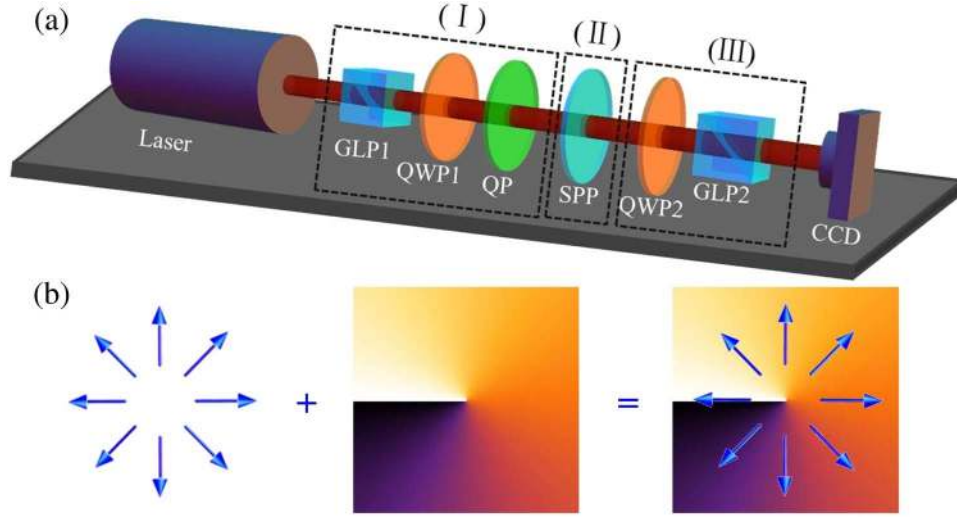 (a)
(I)
(II)
(III)
Laser
GLP1
QWP1
QP
SPP
QWP2
GLP2
CCD
(b)
+
=